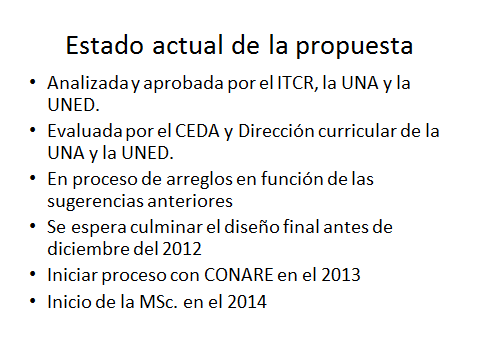 Estado actual de la propuesta
• Analizada y aprobada por el ITCR, la UNA y la
UNED.
• Evaluada por el CEDA y Dirección curricular de la
UNA y la UNED.
• En proceso de arreglos en función de las
sugerencias anteriores
• Se espera culminar el diseño final antes de
diciembre del 2012
• Iniciar proceso con CONARE en el 2013
• Inicio de la MSc. en el 2014